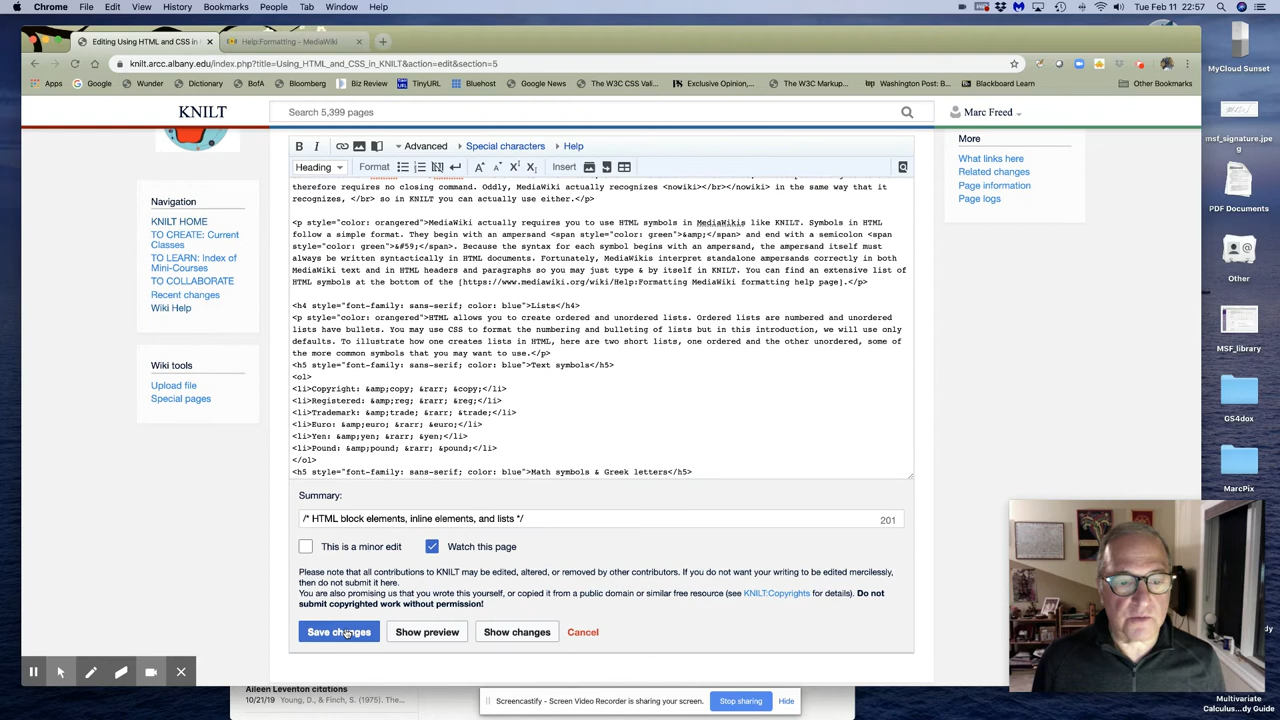 Chrome File Edit View History Bookmarks People Tab Window Help
Tue Feb 11 22:57
Editing Using HTML and CSS in
Help:Formatting - MediaWiki
knilt.arcc.albany.edu/index.php?title=Using_HTML_and_CSS_in_KNILT&action=edit&section=5
Apps Google Wunder Dictionary BofA Bloomberg Biz Review TinyURL Bluehost The W3C CSS Vali... Exclusive Opinion,... The W3C Markup... Washington Post: B... Blackboard Learn Other Bookmarks
KNILT
Search 5,399 pages
Marc Freed
Navigation
KNILT HOME
TO CREATE: Current
Classes
TO LEARN: Index of
Mini-Courses
TO COLLABORATE
Recent changes
Wiki Help
Wiki tools
Upload file
Special pages
B I Advanced Special characters Help
Heading Format Insert
therefore requires no closing command. Oddly, MediaWiki actually recognizes <nowiki></br></nowiki> in the same way that it
recognizes, </br> so in KNILT you can actually use either.</p>
<p style="color: orangered">MediaWiki actually requires you to use HTML symbols in MediaWikis like KNILT. Symbols in HTML
follow a simple format. They begin with an ampersand <span style="color: green">&amp;</span> and end with a semicolon <span
style="color: green">&#59;</span>. Because the syntax for each symbol begins with an ampersand, the ampersand itself must
always be written syntactically in HTML documents. Fortunately, MediaWikis interpret standalone ampersands correctly in both
MediaWiki text and in HTML headers and paragraphs so you may just type & by itself in KNILT. You can find an extensive list of
HTML symbols at the bottom of the [https://www.mediawiki.org/wiki/Help:Formatting MediaWiki formatting help page].</p>
<h4 style="font-family: sans-serif; color: blue">Lists</h4>
<p style="color: orangered">HTML allows you to create ordered and unordered lists. Ordered lists are numbered and unordered
lists have bullets. You may use CSS to format the numbering and bulleting of lists but in this introduction, we will use only
defaults. To illustrate how one creates lists in HTML, here are two short lists, one ordered and the other unordered, some of
the more common symbols that you may want to use.</p>
<h5 style="font-family: sans-serif; color: blue">Text symbols</h5>
<ol>
<li>Copyright: &amp;copy; &rarr; &copy;</li>
<li>Registered: &amp;reg; &rarr; &reg;</li>
<li>Trademark: &amp;trade; &rarr; &trade;</li>
<li>Euro: &amp;euro; &rarr; &euro;</li>
<li>Yen: &amp;yen; &rarr; &yen;</li>
<li>Pound: &amp;pound; &rarr; &pound;</li>
</ol>
<h5 style="font-family: sans-serif; color: blue">Math symbols & Greek letters</h5>
Summary:
/* HTML block elements, inline elements, and lists */
201
This is a minor edit Watch this page
Please note that all contributions to KNILT may be edited, altered, or removed by other contributors. If you do not want your writing to be edited mercilessly,
then do not submit it here.
You are also promising us that you wrote this yourself, or copied it from a public domain or similar free resource (see KNILT:Copyrights for details). Do not
submit copyrighted work without permission!
Save changes Show preview Show changes Cancel
More
What links here
Related changes
Page information
Page logs
MyCloud Sunset
msf_signature.jpe
g
PDF Documents
Other
MSF_library
GS4dox
MarcPix
Multivariate
Calculus...dy Guide
Aileen Leventon citations
10/21/19 Young, D., & Finch, S. (1975). The...
Screencastify - Screen Video Recorder is sharing your screen.
Stop sharing
Hide